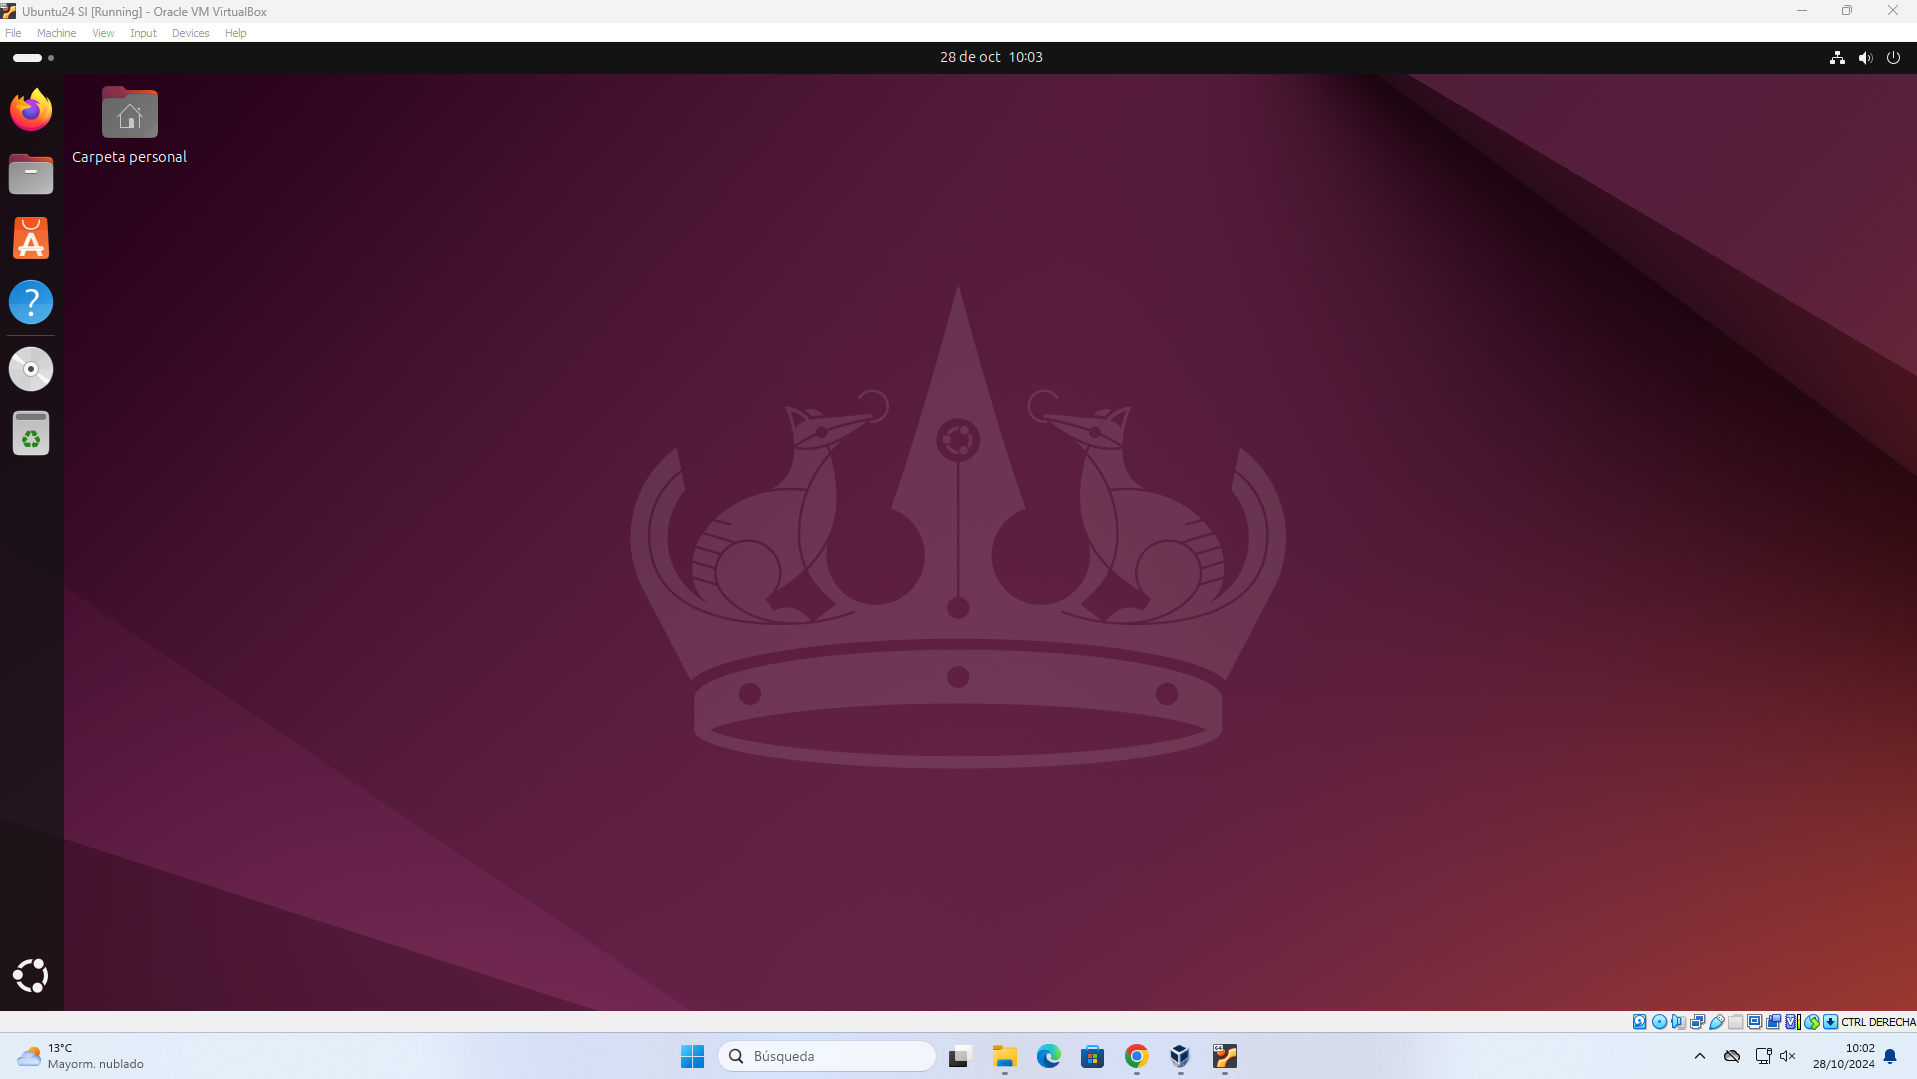 Ubuntu24 SI [Running] - Oracle VM VirtualBox
File Machine View Input Devices Help
28 de oct 10:03
Carpeta personal
CTRL DERECHA
13°C
Mayorm. nublado
Búsqueda
10:02
28/10/2024